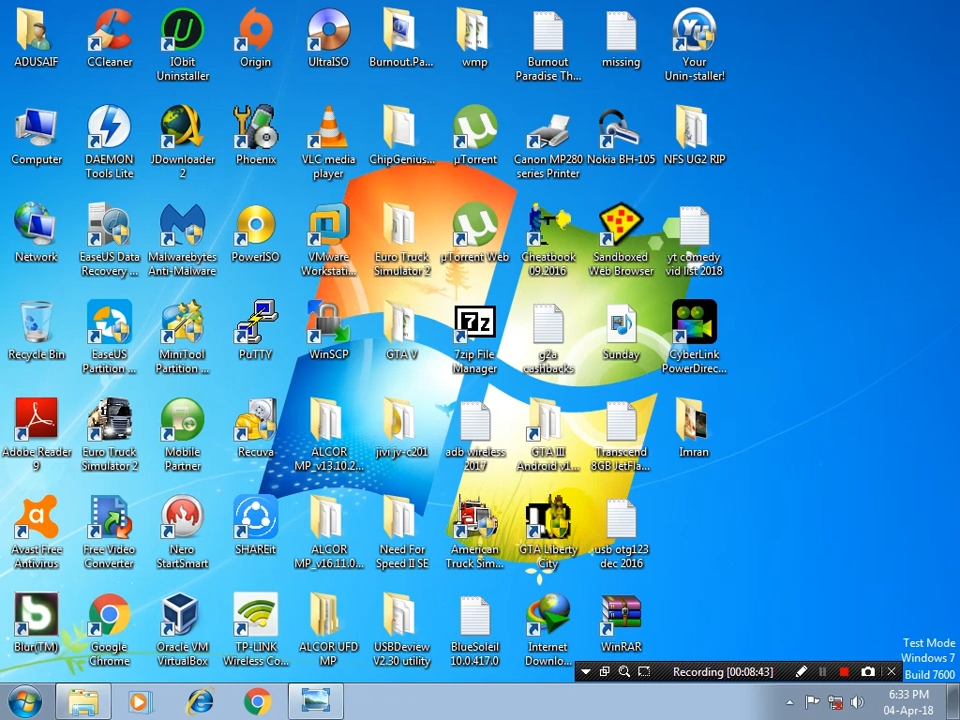 ADUSAIF
CCleaner
IObit
Uninstaller
Origin
UltraISO
Burnout.Pa...
wmp
Burnout
Paradise Th...
missing
Your
Unin-staller!
Computer
DAEMON
Tools Lite
JDownloader
2
Phoenix
VLC media
player
ChipGenius...
µTorrent
Canon MP280
series Printer
Nokia BH-105
NFS UG2 RIP
Network
EaseUS Data
Recovery ...
Malwarebytes
Anti-Malware
PowerISO
VMware
Workstati...
Euro Truck
Simulator 2
µTorrent Web
Cheatbook
09.2016
Sandboxed
Web Browser
yt comedy
vid list 2018
Recycle Bin
EaseUS
Partition ...
MiniTool
Partition ...
PuTTY
WinSCP
GTA V
7z
7zip File
Manager
g2a
cashbacks
Sunday
CyberLink
PowerDirec...
Adobe Reader
9
Euro Truck
Simulator 2
Mobile
Partner
Recuva
ALCOR
MP_v13.10.2...
jivi jv-c201
adb wireless
2017
GTA III
Android v1...
Transcend
8GB JetFla...
Imran
Avast Free
Antivirus
Free Video
Converter
Nero
StartSmart
SHAREit
ALCOR
MP_v16.11.0...
Need For
Speed II SE
American
Truck Sim...
GTA Liberty
City
usb otg123
dec 2016
Blur(TM)
Google
Chrome
Oracle VM
VirtualBox
TP-LINK
Wireless Co...
ALCOR UFD
MP
USBDeview
V2.30 utility
BlueSoleil
10.0.417.0
Internet
Downlo...
WinRAR
Test Mode
Windows 7
Build 7600
Recording [00:08:43]
6:33 PM
04-Apr-18